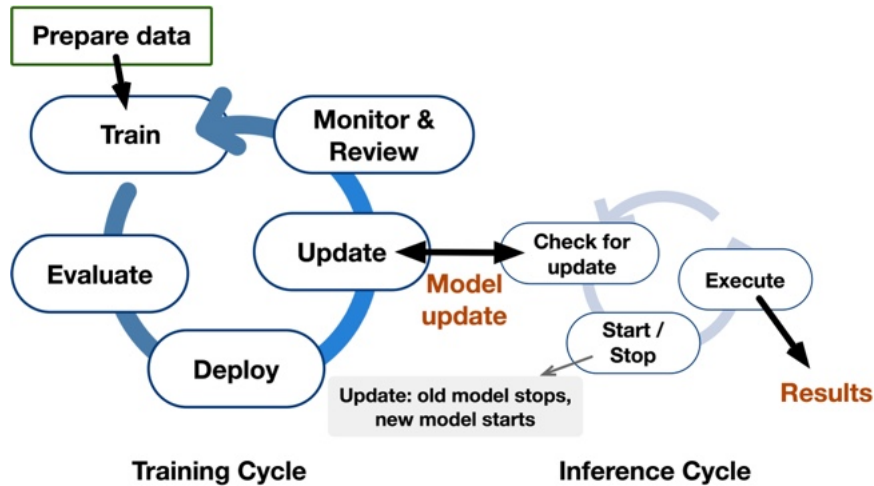 Prepare data
Train
Monitor &
Review
Evaluate
Update
Deploy
Model
update
Check for
update
Execute
Start /
Stop
Update: old model stops,
new model starts
Results
Training Cycle
Inference Cycle